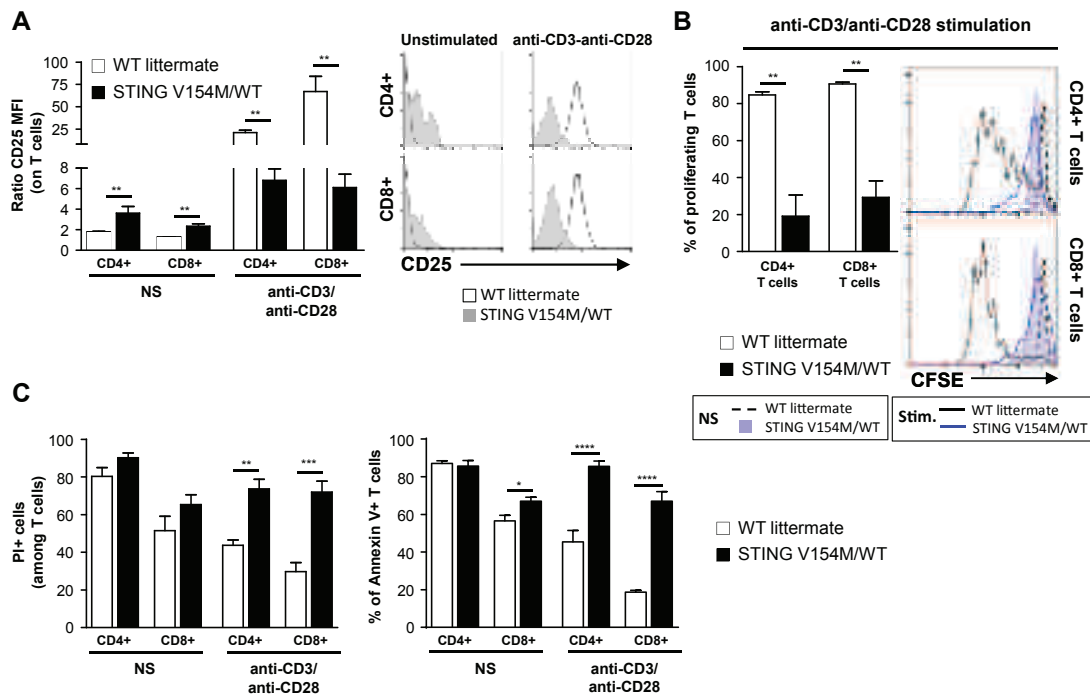 A
Unstimulated
anti-CD3-anti-CD28
WT littermate
STING V154M/WT
Ratio CD25 MFI
(on T cells)
100
75
50
25
8
6
4
2
0
**
**
**
**
CD4+
CD8+
CD4+
CD8+
NS
anti-CD3/
anti-CD28
CD4+
CD8+
CD25
WT littermate
STING V154M/WT
B
anti-CD3/anti-CD28 stimulation
% of proliferating T cells
100
80
60
40
20
0
**
**
CD4+
T cells
CD8+
T cells
CD4+ T cells
CD8+ T cells
WT littermate
STING V154M/WT
CFSE
NS
WT littermate
STING V154M/WT
Stim.
WT littermate
STING V154M/WT
C
PI+ cells
(among T cells)
100
80
60
40
20
0
**
***
CD4+
CD8+
CD4+
CD8+
NS
anti-CD3/
anti-CD28
% of Annexin V+ T cells
100
80
60
40
20
0
*
****
****
CD4+
CD8+
CD4+
CD8+
NS
anti-CD3/
anti-CD28
WT littermate
STING V154M/WT